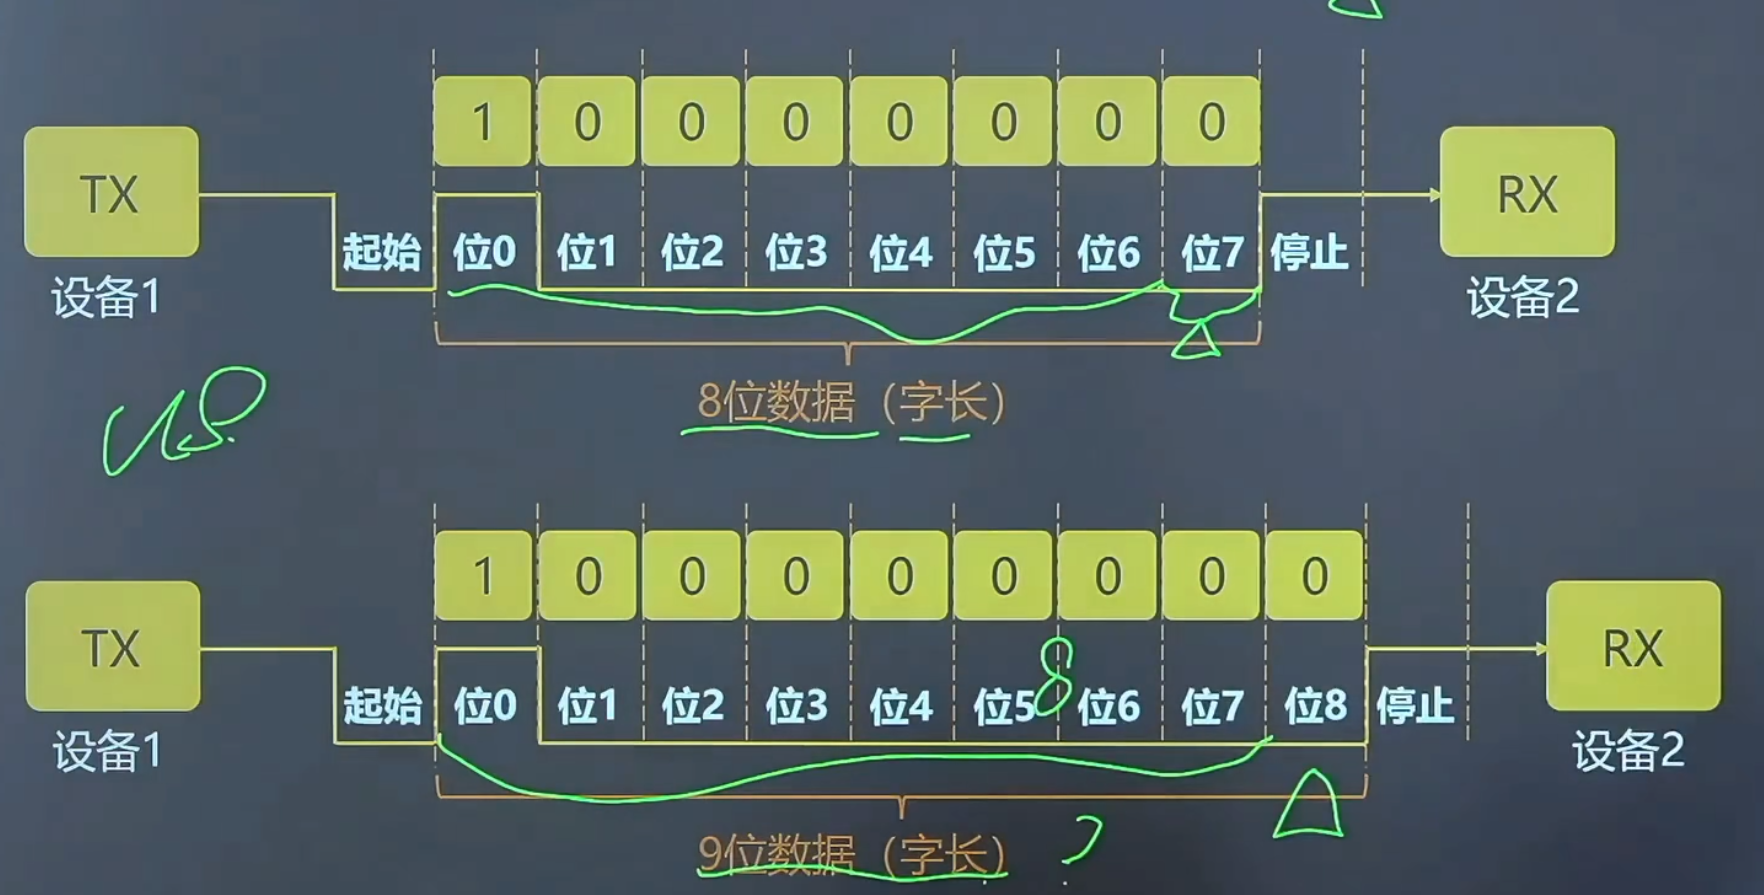 1 0 0 0 0 0 0 0
TX
RX
起始 位0 位1 位2 位3 位4 位5 位6 位7 停止
设备1
设备2
8位数据（字长）
1 0 0 0 0 0 0 0 0
8
TX
RX
起始 位0 位1 位2 位3 位4 位5 位6 位7 位8 停止
设备1
设备2
9位数据（字长） ?